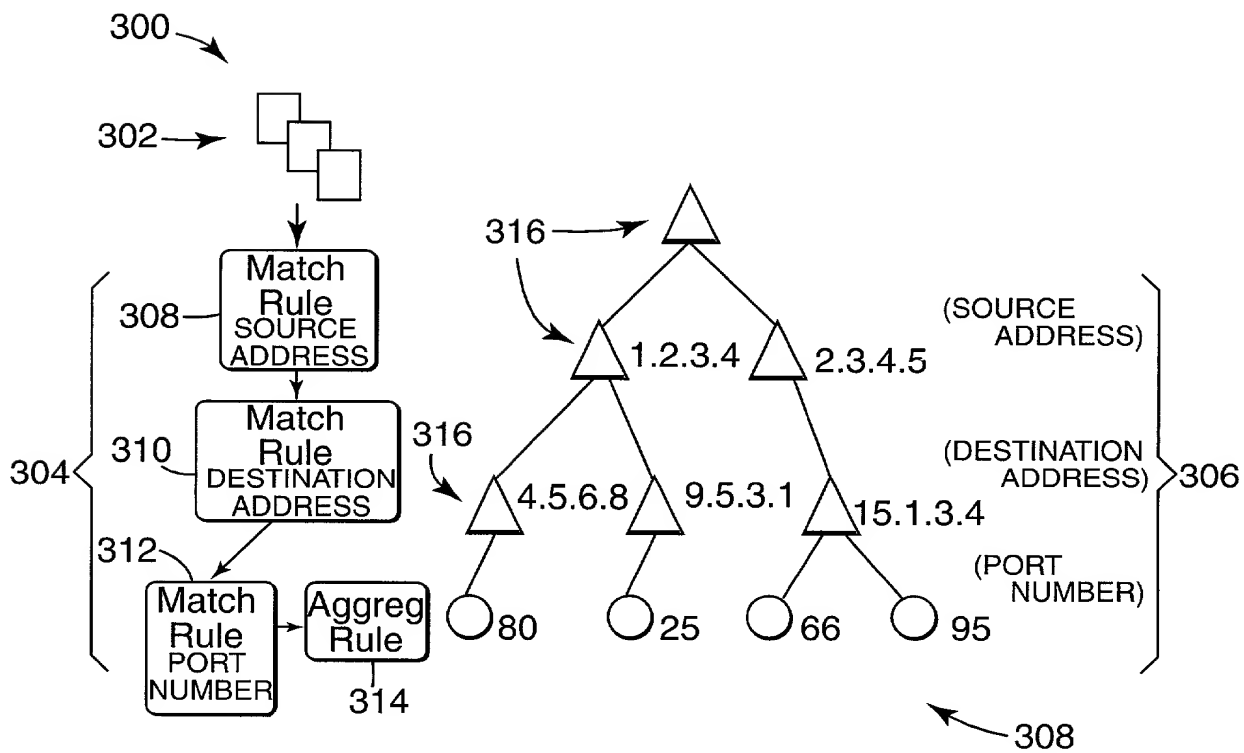 300
302
316
Match
Rule
SOURCE
ADDRESS
308
1.2.3.4
2.3.4.5
(SOURCE
ADDRESS)
304
310
Match
Rule
DESTINATION
ADDRESS
316
4.5.6.8
9.5.3.1
15.1.3.4
(DESTINATION
ADDRESS)
306
312
Match
Rule
PORT
NUMBER
Aggreg
Rule
314
80
25
66
95
(PORT
NUMBER)
308